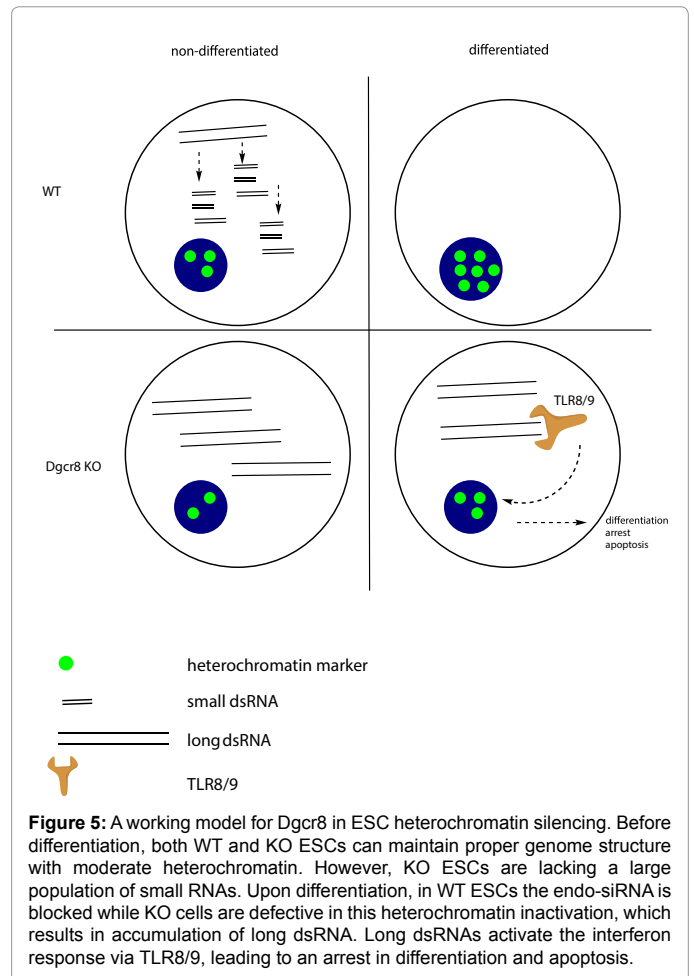 non-differentiated
differentiated
WT
Dgcr8 KO
TLR8/9
differentiation
arrest
apoptosis
heterochromatin marker
small dsRNA
long dsRNA
TLR8/9
Figure 5: A working model for Dgcr8 in ESC heterochromatin silencing. Before
differentiation, both WT and KO ESCs can maintain proper genome structure
with moderate heterochromatin. However, KO ESCs are lacking a large
population of small RNAs. Upon differentiation, in WT ESCs the endo-siRNA is
blocked while KO cells are defective in this heterochromatin inactivation, which
results in accumulation of long dsRNA. Long dsRNAs activate the interferon
response via TLR8/9, leading to an arrest in differentiation and apoptosis.